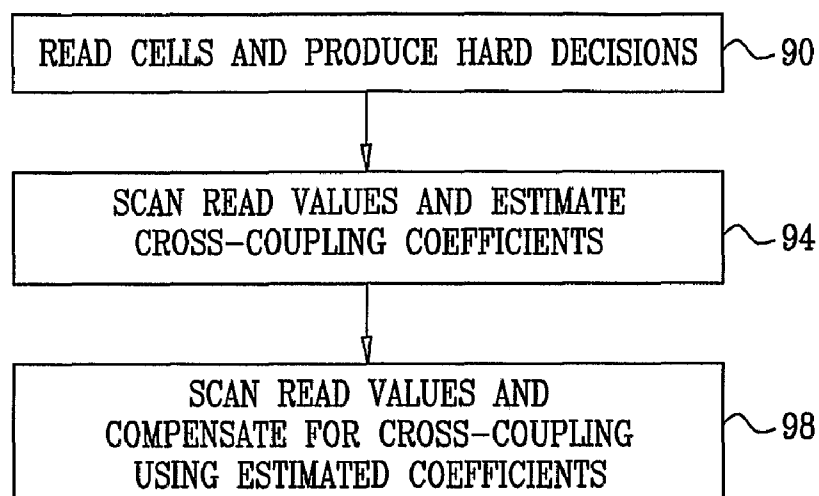 READ CELLS AND PRODUCE HARD DECISIONS 90
SCAN READ VALUES AND ESTIMATE
CROSS-COUPLING COEFFICIENTS 94
SCAN READ VALUES AND
COMPENSATE FOR CROSS-COUPLING
USING ESTIMATED COEFFICIENTS 98